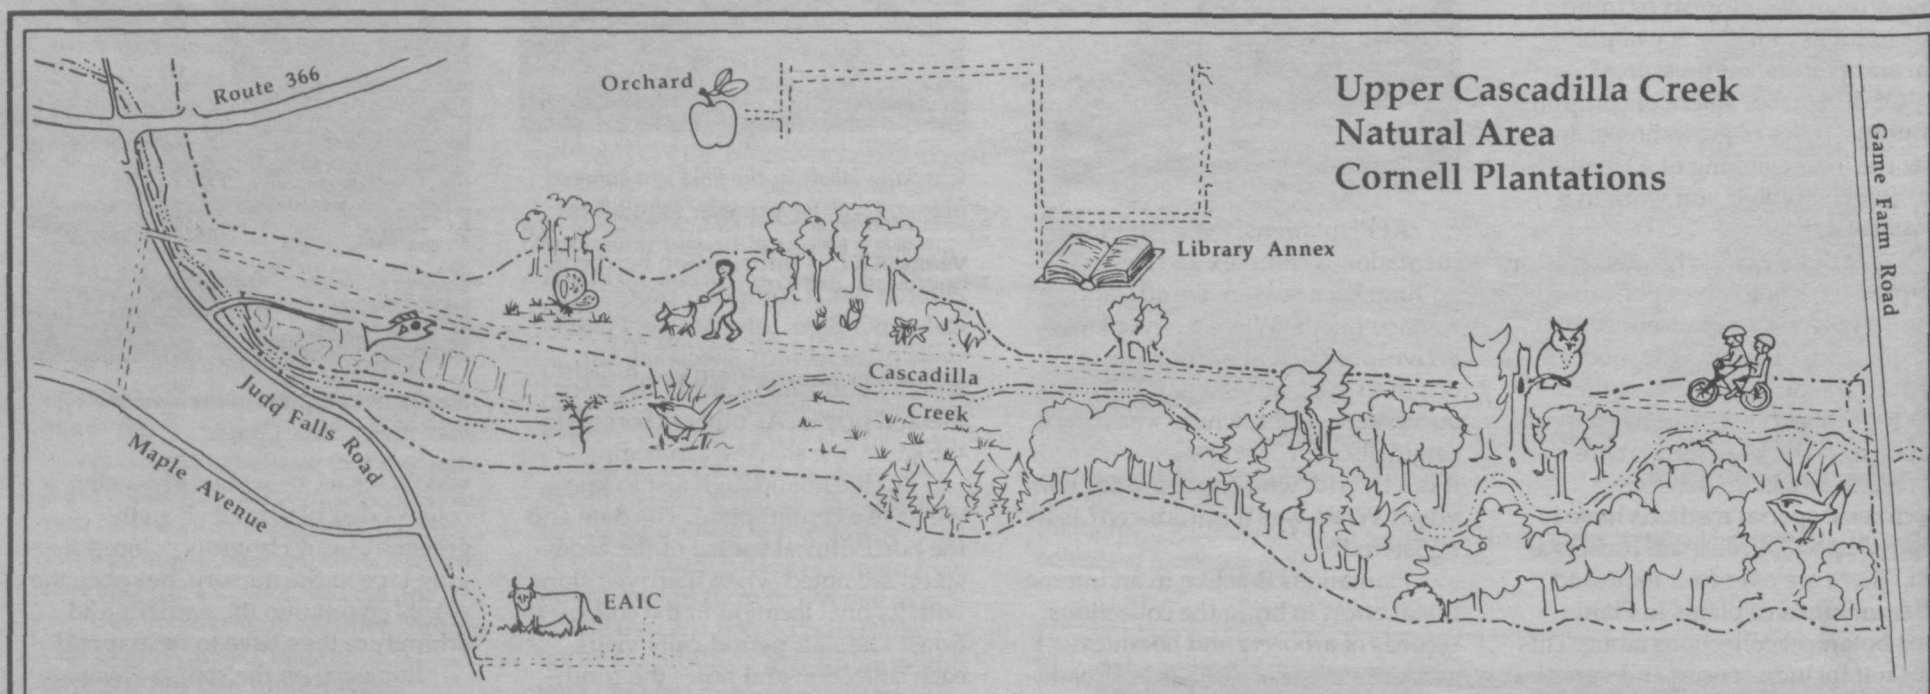 Route 366
Orchard
Upper Cascadilla Creek
Natural Area
Cornell Plantations
Game Farm Road
Library Annex
Cascadilla
Creek
Judd Falls Road
Maple Avenue
EAIC